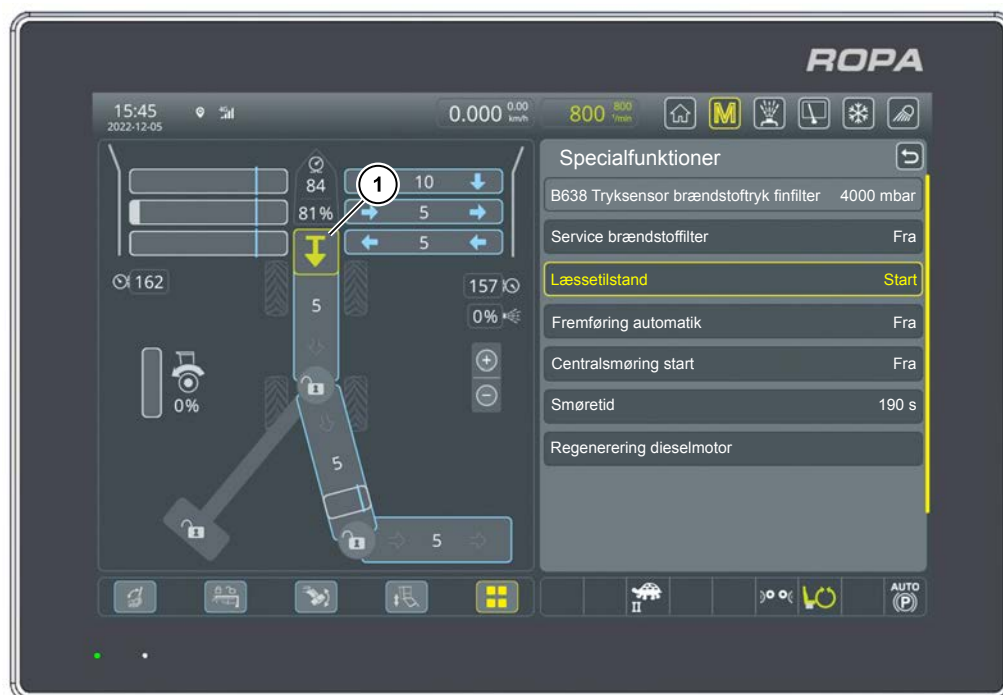 ROPA
15:45
2022-12-05
4G
0.000 0.00 km/h
800 800 1/min
M
84
81%
1
10
5
5
162
157
0%
5
0%
5
5
Specialfunktioner
B638 Tryksensor brændstoftryk finfilter 4000 mbar
Service brændstoffilter Fra
Læssetilstand Start
Fremføring automatik Fra
Centralsmøring start Fra
Smøretid 190 s
Regenerering dieselmotor
II
AUTO
(P)